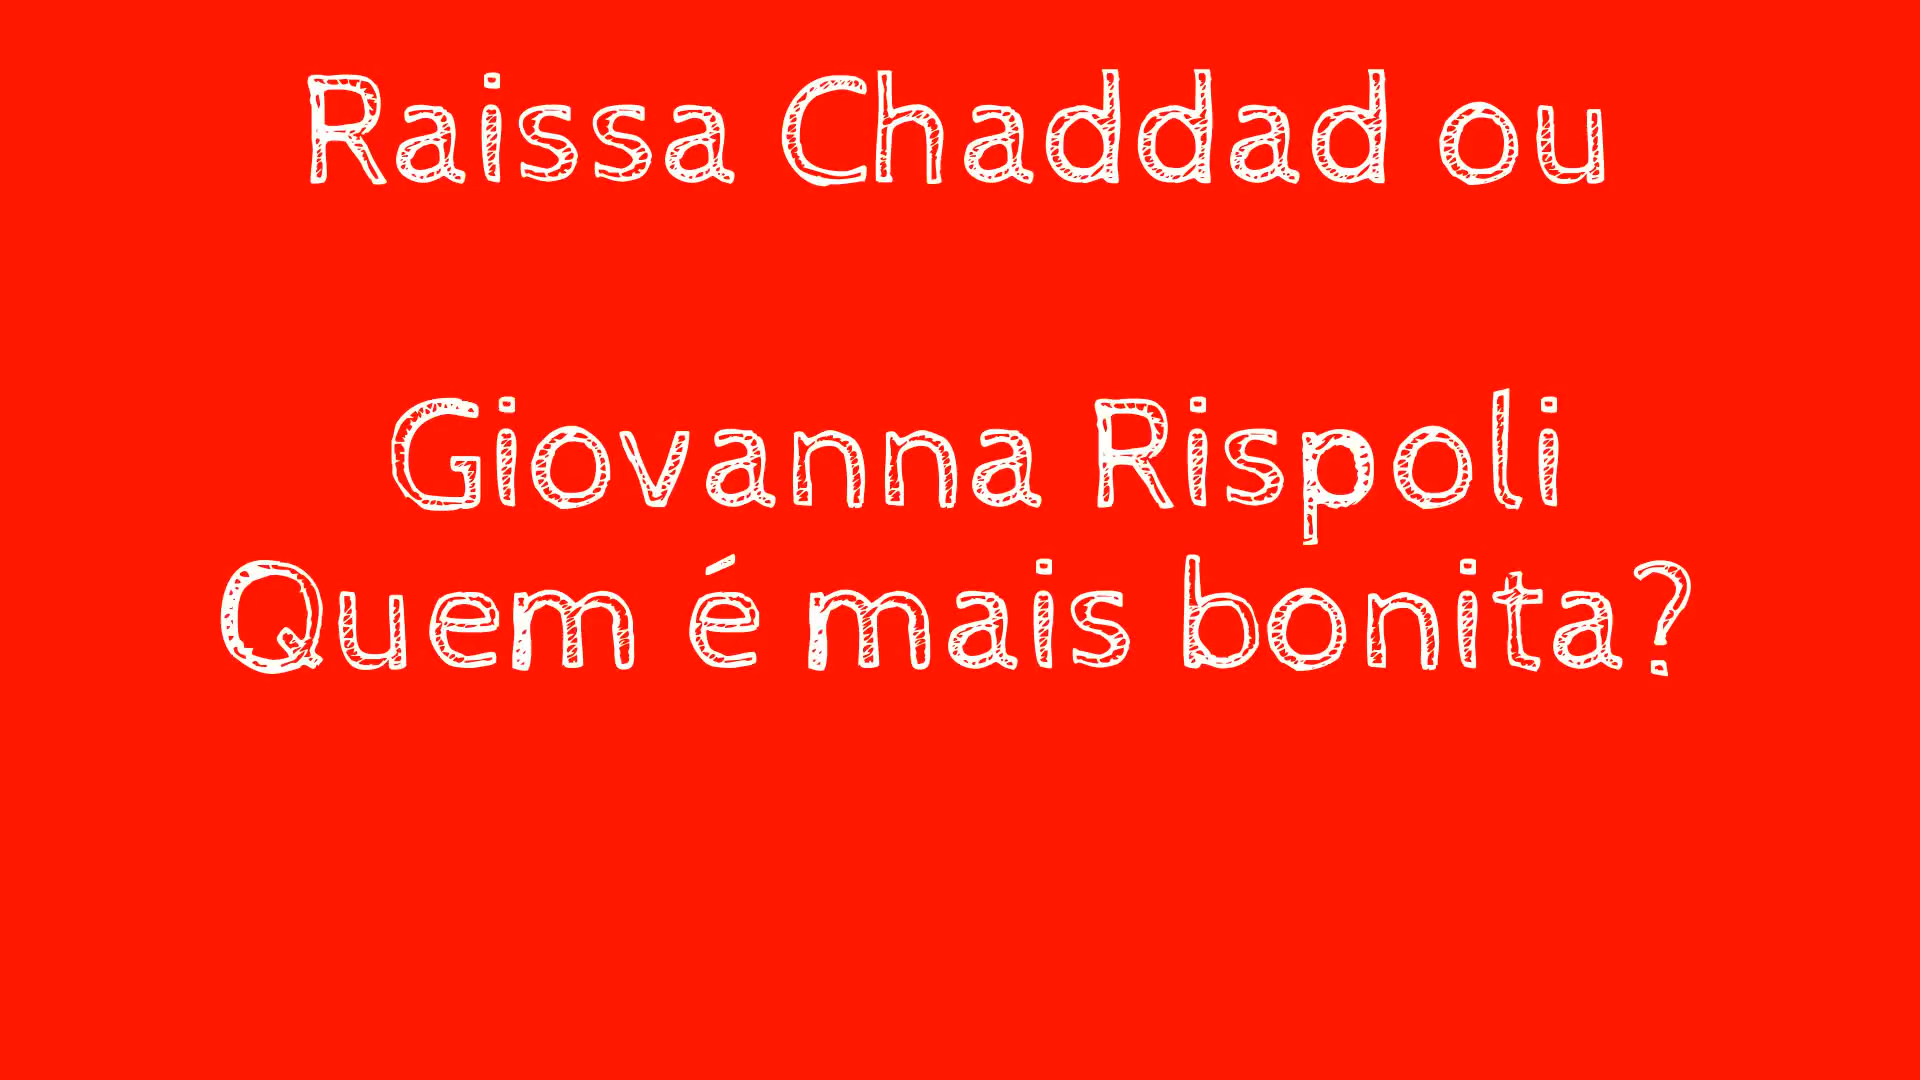 Raissa Chaddad ou
Giovanna Rispoli
Quem é mais bonita?